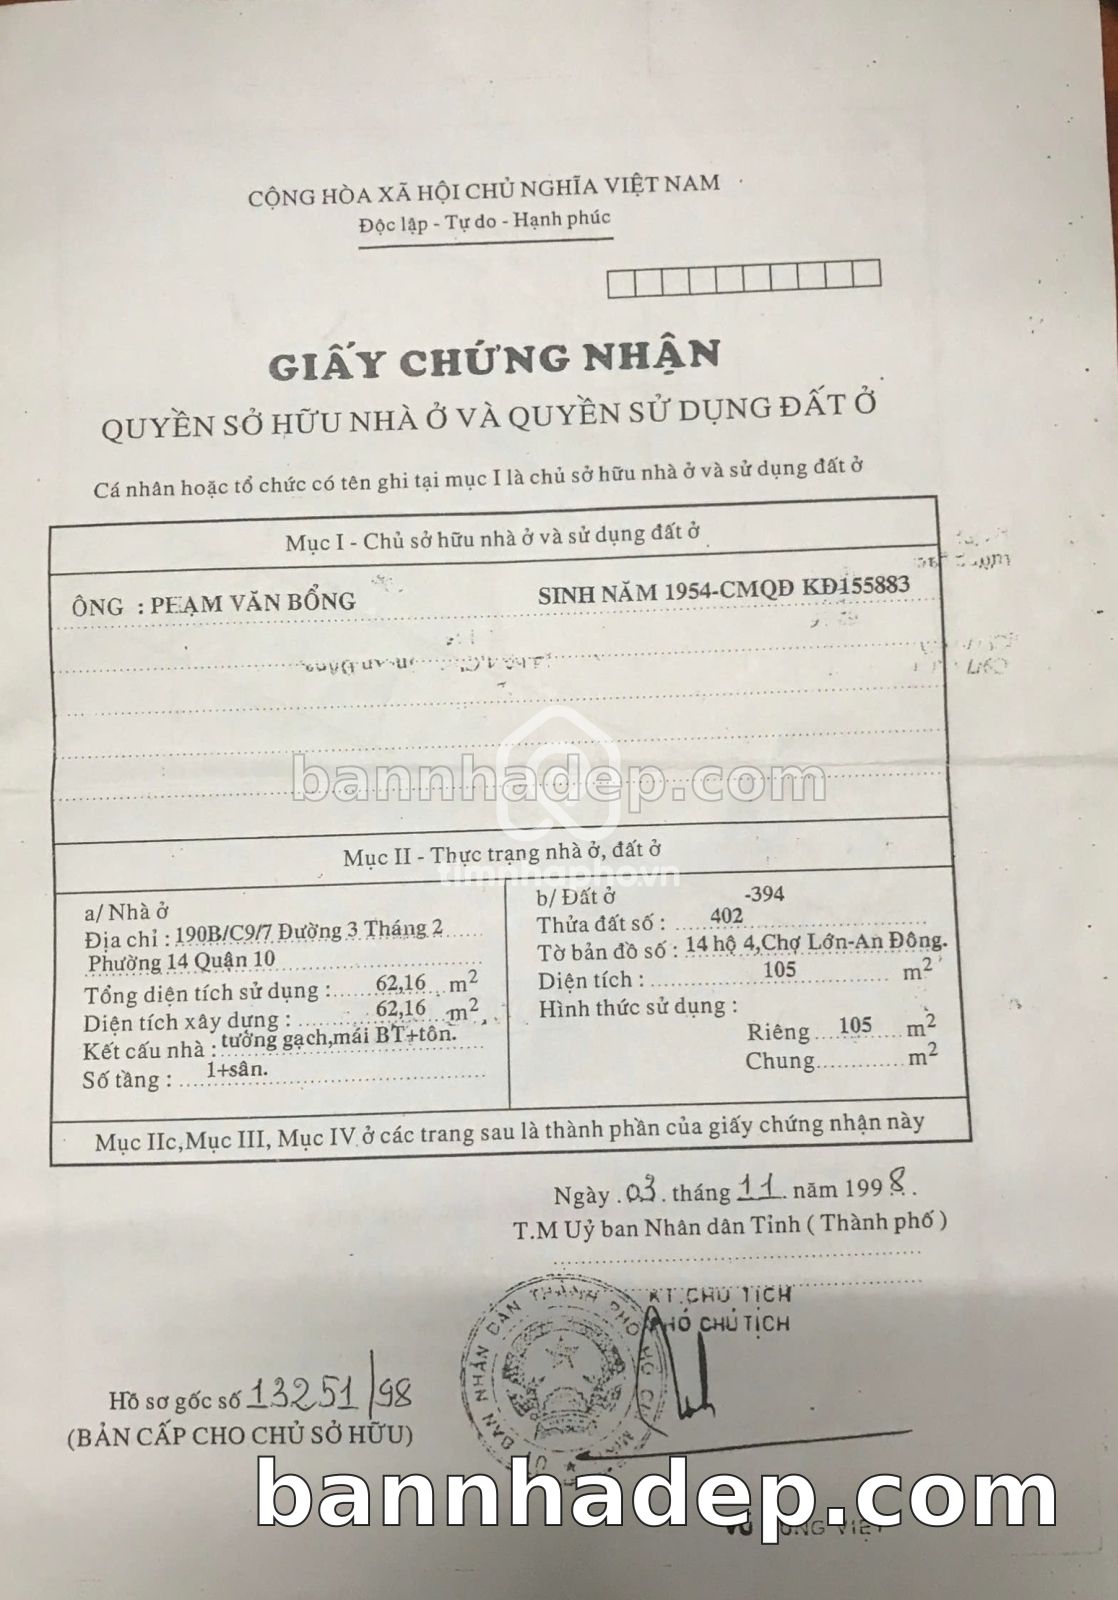 CỘNG HÒA XÃ HỘI CHỦ NGHĨA VIỆT NAM
Độc lập - Tự do - Hạnh phúc
GIẤY CHỨNG NHẬN
QUYỀN SỞ HỮU NHÀ Ở VÀ QUYỀN SỬ DỤNG ĐẤT Ở
Cá nhân hoặc tổ chức có tên ghi tại mục I là chủ sở hữu nhà ở và sử dụng đất ở
Mục I - Chủ sở hữu nhà ở và sử dụng đất ở
ÔNG : PHẠM VĂN BỔNG SINH NĂM 1954-CMQĐ KĐ155883
bannhadep.com
Mục II - Thực trạng nhà ở, đất ở
timnhapho.vn
a/ Nhà ở
Địa chỉ : 190B/C9/7 Đường 3 Tháng 2
Phường 14 Quận 10
Tổng diện tích sử dụng : 62,16 m2
Diện tích xây dựng : 62,16 m2
Kết cấu nhà : tường gạch,mái BT+tôn.
Số tầng : 1+sân.
b/ Đất ở -394
Thửa đất số : 402
Tờ bản đồ số : 14 hộ 4,Chợ Lớn-An Đông.
Diện tích : 105 m2
Hình thức sử dụng :
Riêng 105 m2
Chung m2
Mục IIc,Mục III, Mục IV ở các trang sau là thành phần của giấy chứng nhận này
Ngày 03 tháng 11 năm 1998.
T.M Uỷ ban Nhân dân Tỉnh ( Thành phố )
KT.CHỦ TỊCH
PHÓ CHỦ TỊCH
Hồ sơ gốc số 13251/98
(BẢN CẤP CHO CHỦ SỞ HỮU)
bannhadep.com